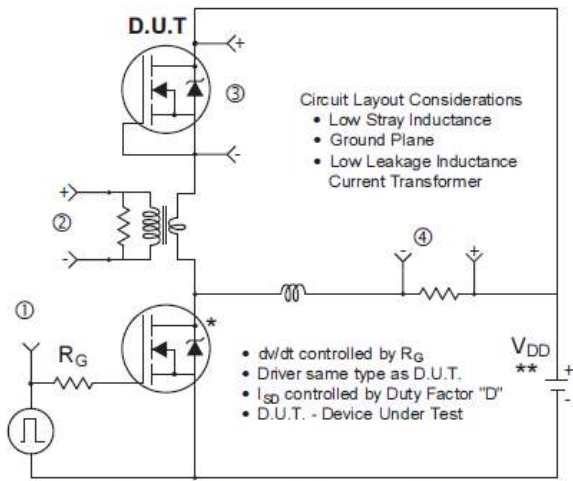 D.U.T
+
③
-
Circuit Layout Considerations
• Low Stray Inductance
• Ground Plane
• Low Leakage Inductance
Current Transformer
+
②
-
- ④ +
①
R_G
*
• dv/dt controlled by R_G
• Driver same type as D.U.T.
• I_SD controlled by Duty Factor "D"
• D.U.T. - Device Under Test
V_DD
**
+
-